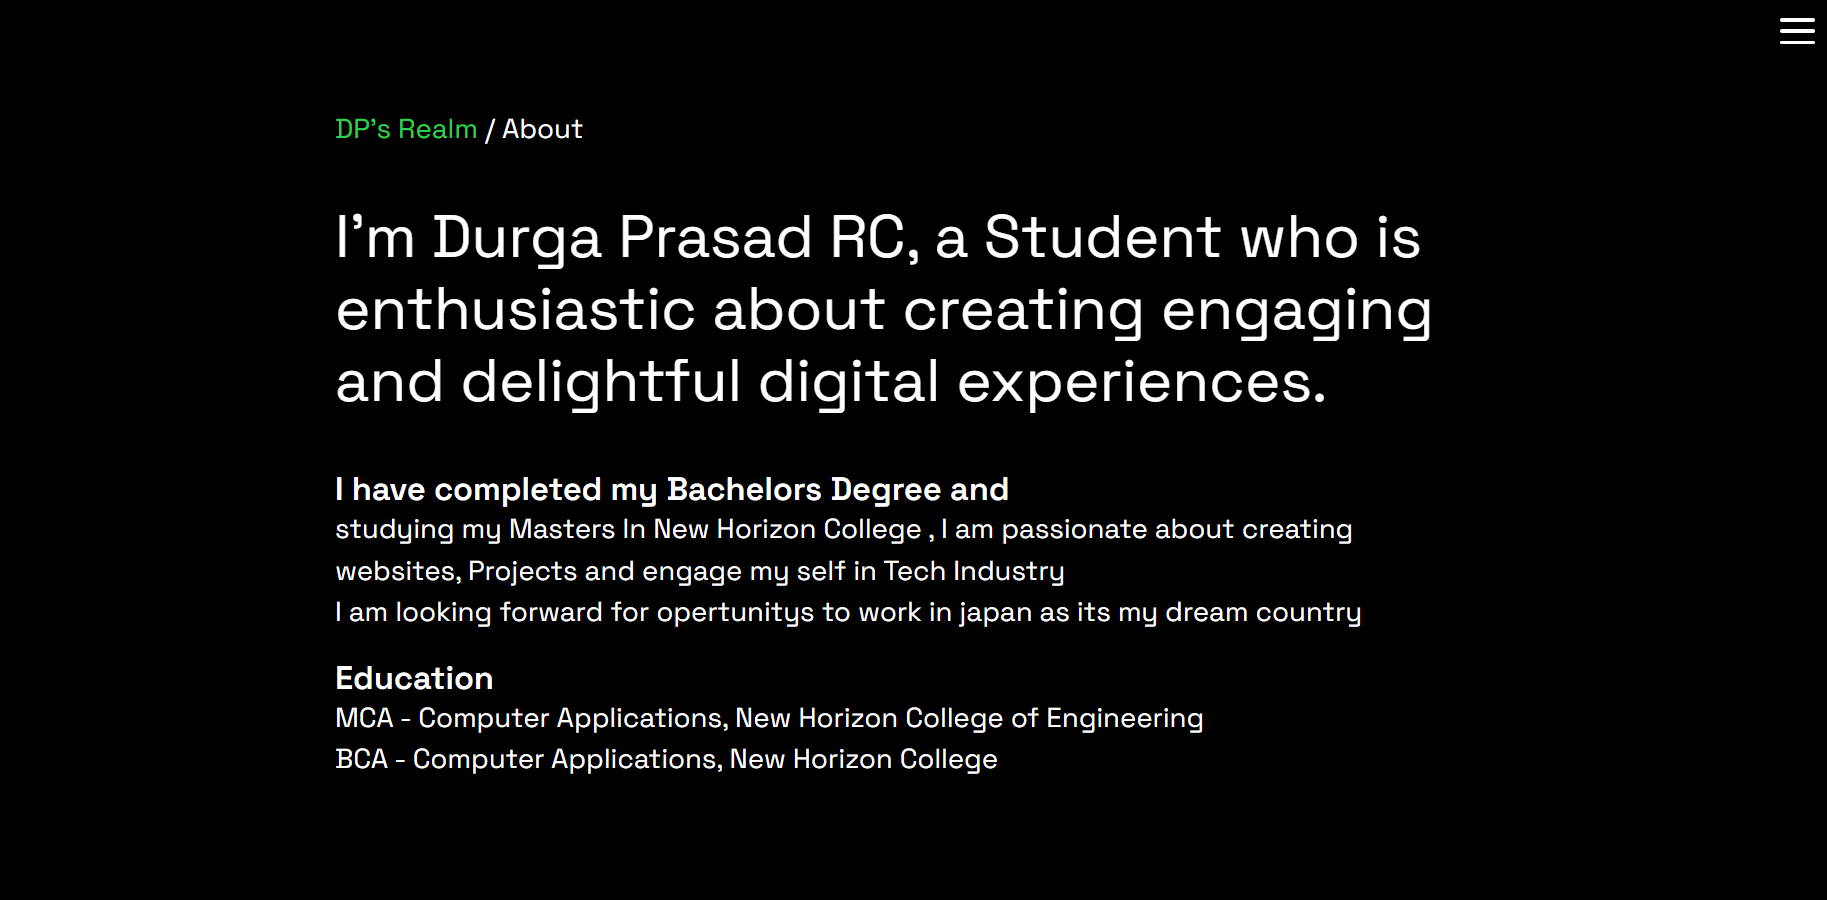 DP's Realm / About
I'm Durga Prasad RC, a Student who is
enthusiastic about creating engaging
and delightful digital experiences.
I have completed my Bachelors Degree and
studying my Masters In New Horizon College , I am passionate about creating
websites, Projects and engage my self in Tech Industry
I am looking forward for opertunitys to work in japan as its my dream country
Education
MCA - Computer Applications, New Horizon College of Engineering
BCA - Computer Applications, New Horizon College